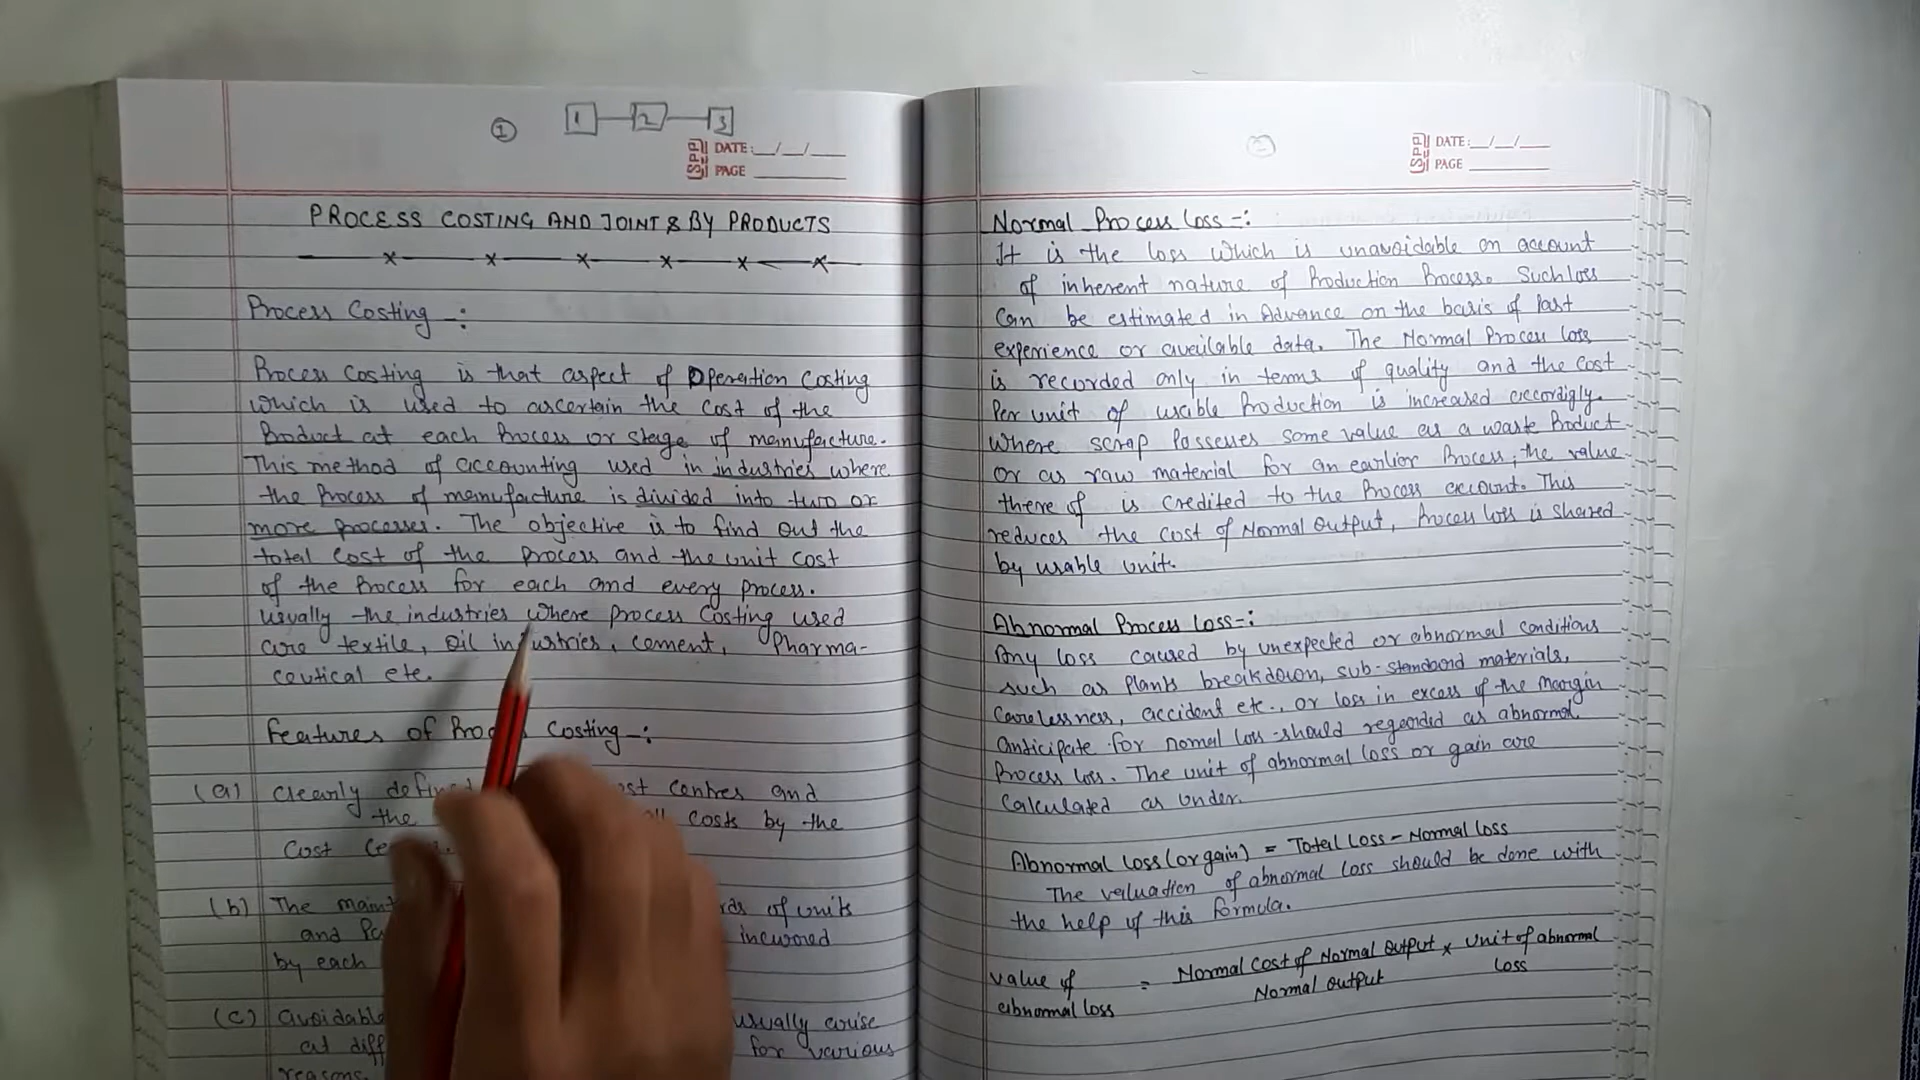 ① 1 2 3
SPA DATE:__/__/____
PAGE
PROCESS COSTING AND JOINT & BY PRODUCTS
Process Costing -:
Process Costing is that aspect of Operation Costing
which is used to ascertain the cost of the
Product at each Process or stage of manufacture.
This method of accounting used in industries where
the Process of manufacture is divided into two or
more processes. The objective is to find out the
total cost of the process and the unit cost
of the Process for each and every process.
Usually the industries where process Costing used
are textile, oil industries, cement, Pharma-
ceutical etc.
Features of Costing -:
(a) Clearly centres and
the costs by the
Cost
(b) The of units
and incurred
by each
(c) avoidable usually arise
at for various
reasons.
2
DATE:__/__/____
PAGE
Normal Process Loss -:
It is the loss which is unavoidable on account
of inherent nature of Production Process. Such loss
Can be estimated in Advance on the basis of Past
experience or available data. The Normal Process loss
is recorded only in terms of quality and the cost
Per unit of usable Production is increased accordigly.
Where scrap Possesses some value as a waste Product
or as raw material for an earlior Process, the value
there of is Credited to the Process account. This
reduces the cost of Normal Output, Process loss is shared
by usable unit.
Abnormal Process Loss-:
Any loss caused by unexpected or abnormal conditions
such as Plants breakdown, sub-standard materials,
Carelessness, accident etc., or loss in excess of the margin
anticipate for nomal loss should regarded as abnormal
Process loss. The unit of abnormal loss or gain are
Calculated as under.
Abnormal Loss (or gain) = Total Loss - Normal loss
The valuation of abnormal loss should be done with
the help of this formula.
Value of abnormal loss = Normal Cost of Normal Output / Normal output × Unit of abnormal Loss